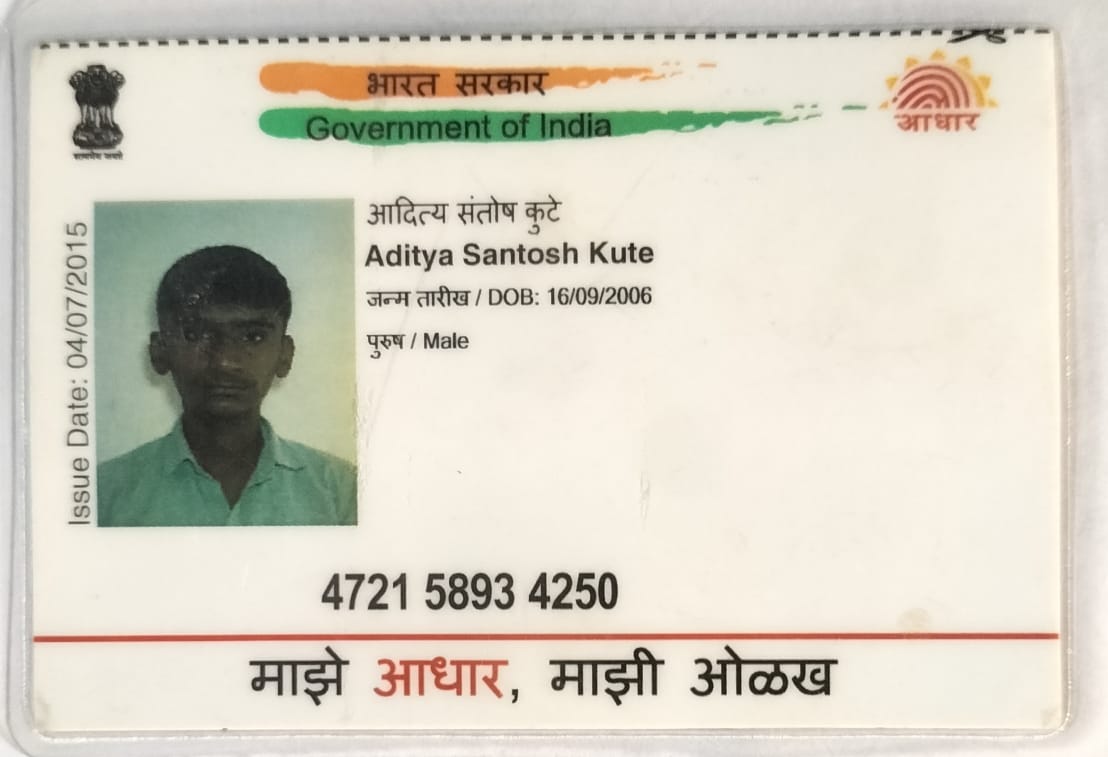 भारत सरकार
Government of India
आधार
सत्यमेव जयते
Issue Date: 04/07/2015
आदित्य संतोष कुटे
Aditya Santosh Kute
जन्म तारीख / DOB: 16/09/2006
पुरुष / Male
4721 5893 4250
माझे आधार, माझी ओळख